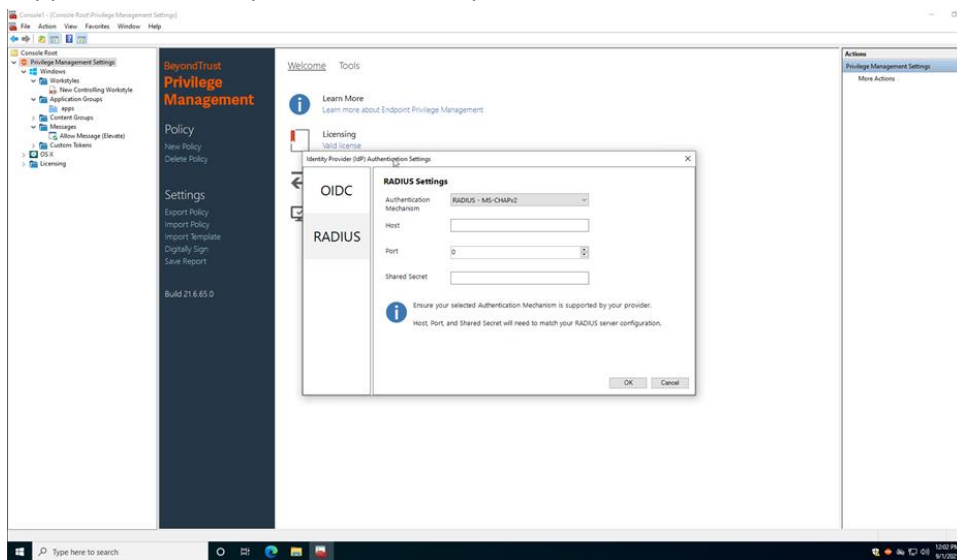 Console1 - [Console Root\Privilege Management Settings]
File Action View Favorites Window Help
Console Root
Privilege Management Settings
Windows
Workstyles
New Controlling Workstyle
Application Groups
apps
Content Groups
Messages
Allow Message (Elevate)
Custom Tokens
OS X
Licensing
BeyondTrust
Privilege
Management
Policy
New Policy
Delete Policy
Settings
Export Policy
Import Policy
Import Template
Digitally Sign
Save Report
Build 21.6.65.0
Welcome Tools
Learn More
Learn more about Endpoint Privilege Management
Licensing
Valid license
Identity Provider (IdP) Authentication Settings
OIDC
RADIUS
RADIUS Settings
Authentication
Mechanism
RADIUS - MS-CHAPv2
Host
Port
0
Shared Secret
Ensure your selected Authentication Mechanism is supported by your provider.
Host, Port, and Shared Secret will need to match your RADIUS server configuration.
OK Cancel
Actions
Privilege Management Settings
More Actions
Type here to search
12:02 PM